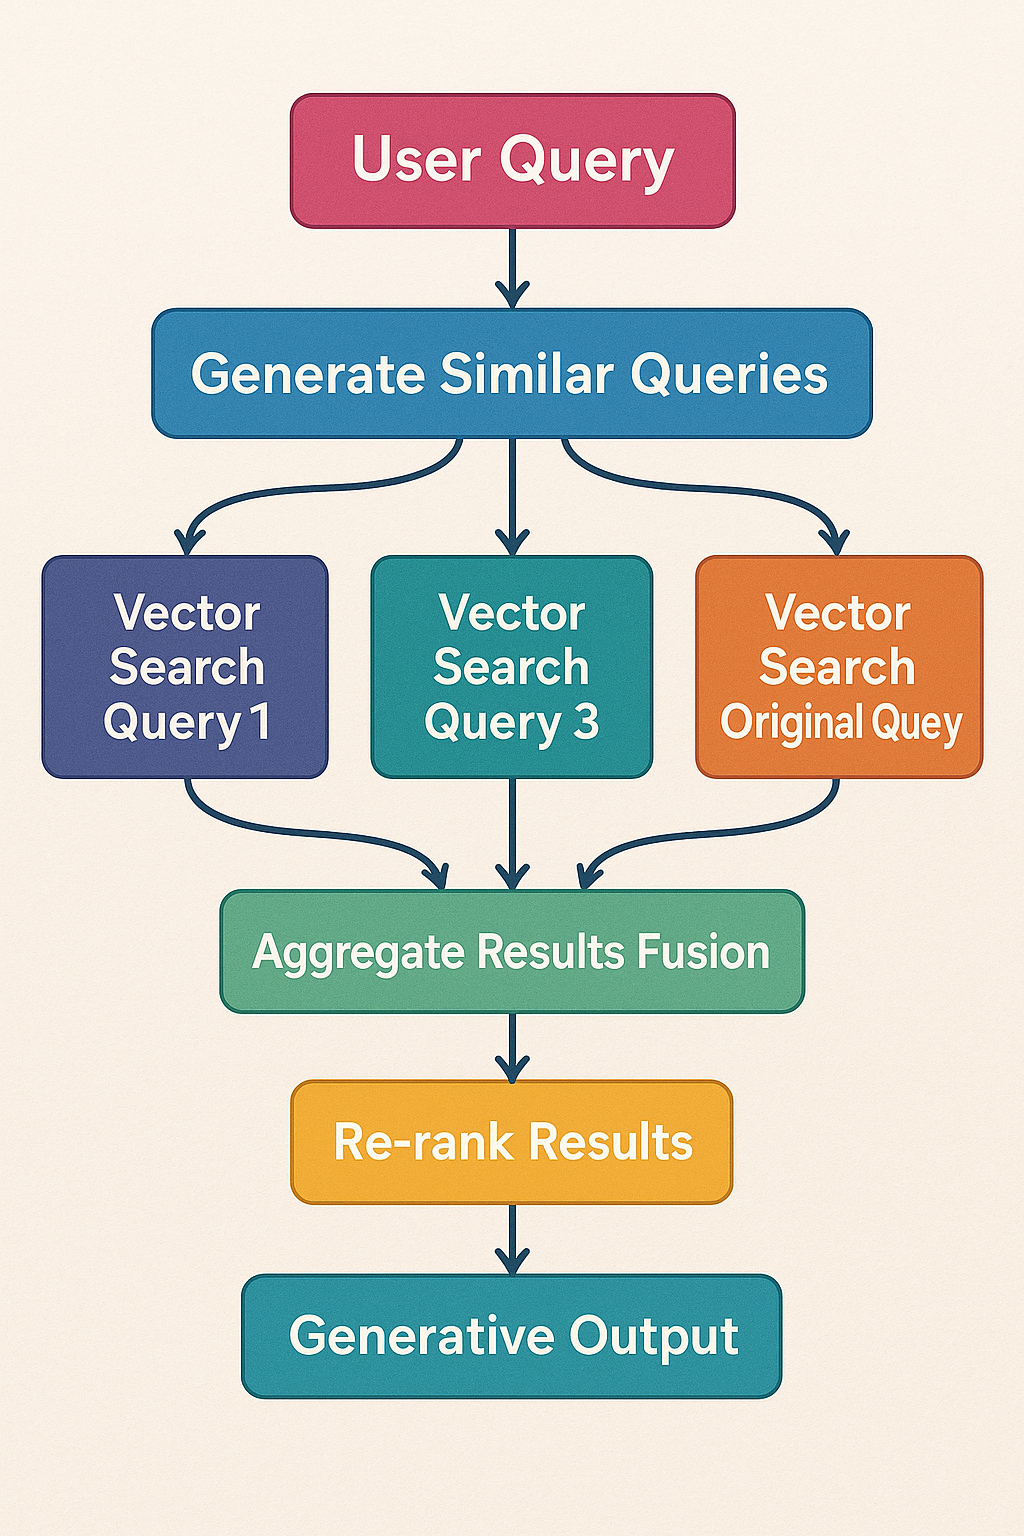 User Query
Generate Similar Queries
Vector
Search
Query 1
Vector
Search
Query 3
Vector
Search
Original Quey
Aggregate Results Fusion
Re-rank Results
Generative Output